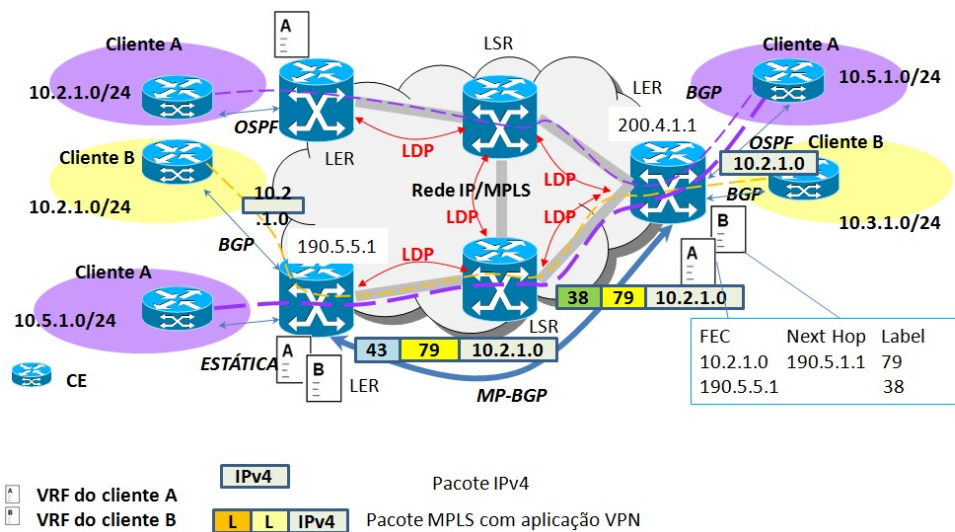 A
Cliente A
10.2.1.0/24
OSPF
LER
LSR
LER
Cliente A
10.5.1.0/24
BGP
200.4.1.1
LDP
Cliente B
10.2.1.0/24
10.2
.1.0
BGP
Rede IP/MPLS
LDP
LDP
OSPF
10.2.1.0
Cliente B
BGP
10.3.1.0/24
190.5.5.1
LDP
LDP
B
A
Cliente A
10.5.1.0/24
ESTÁTICA
38 79 10.2.1.0
LSR
43 79 10.2.1.0
MP-BGP
A
B
LER
CE
FEC Next Hop Label
10.2.1.0 190.5.1.1 79
190.5.5.1 38
IPv4
Pacote IPv4
A
VRF do cliente A
B
VRF do cliente B
L L IPv4
Pacote MPLS com aplicação VPN